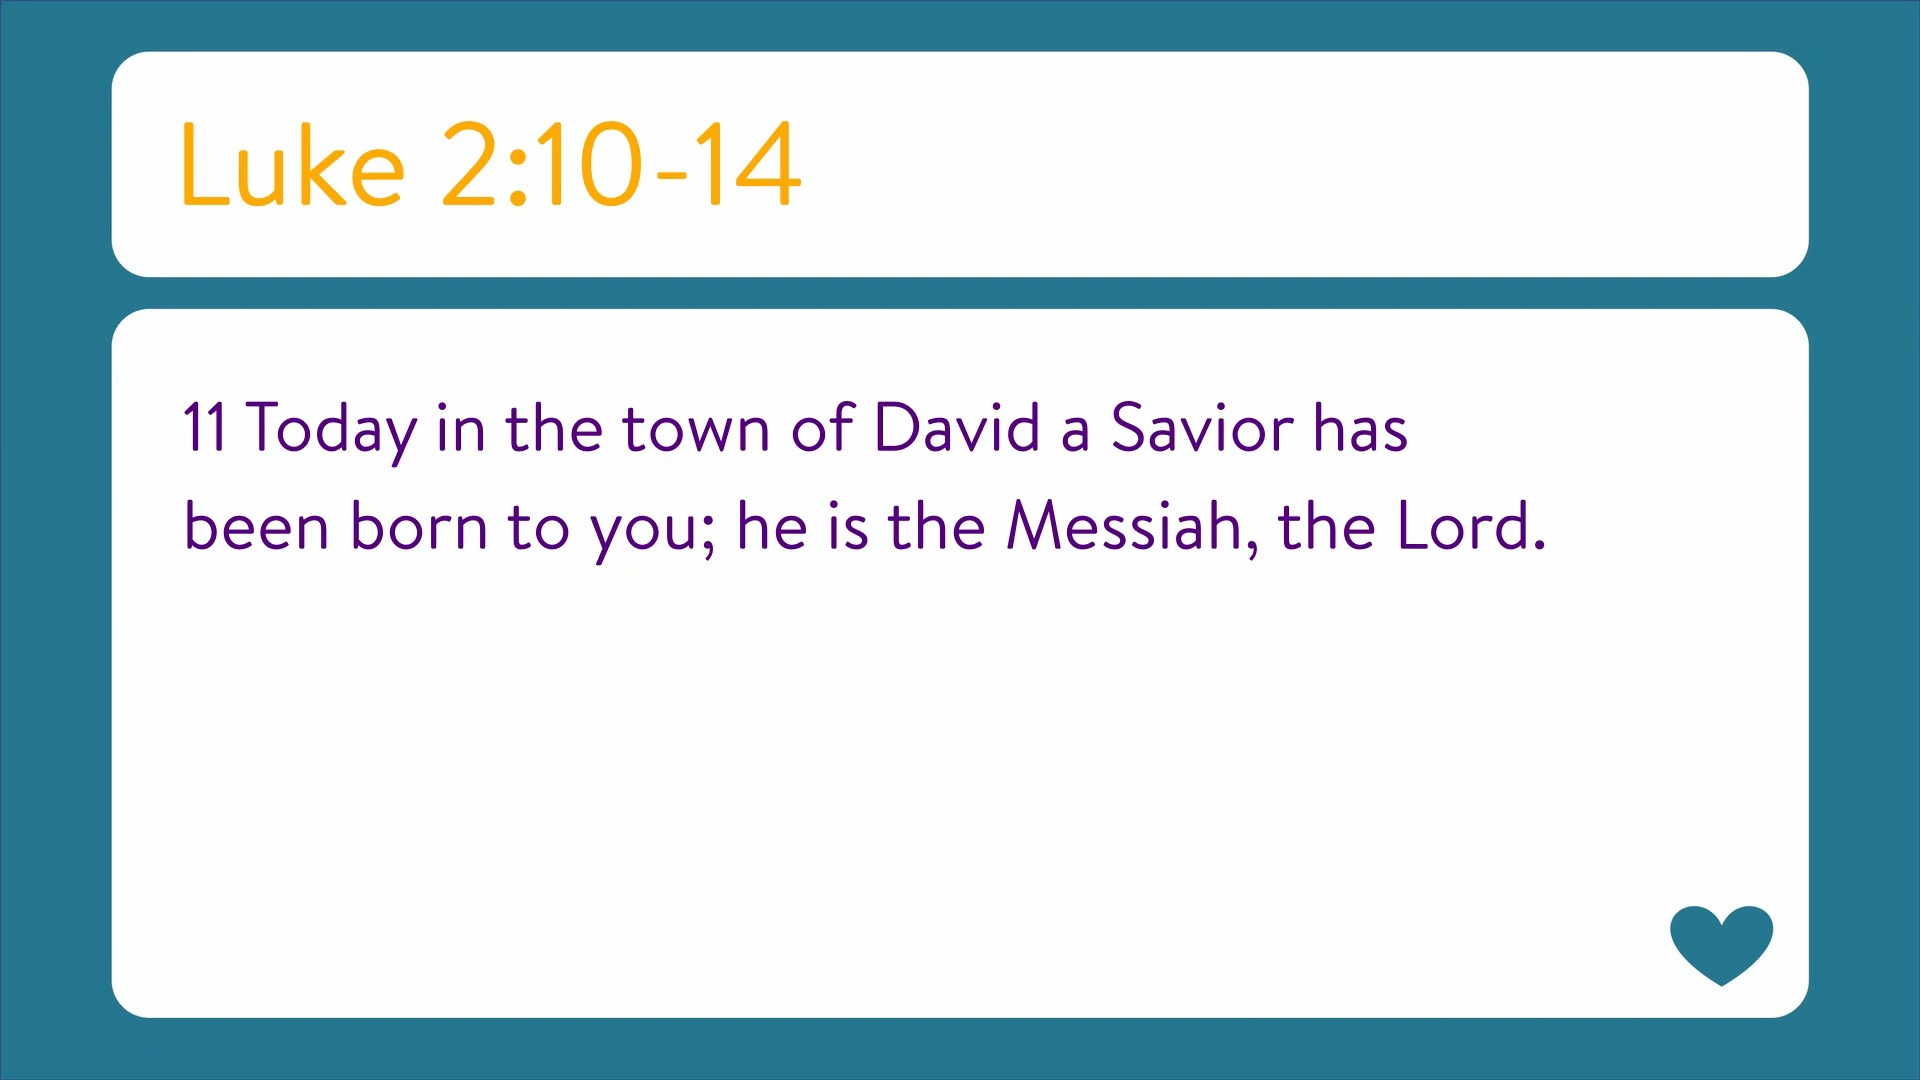 Luke 2:10-14
11 Today in the town of David a Savior has
been born to you; he is the Messiah, the Lord.